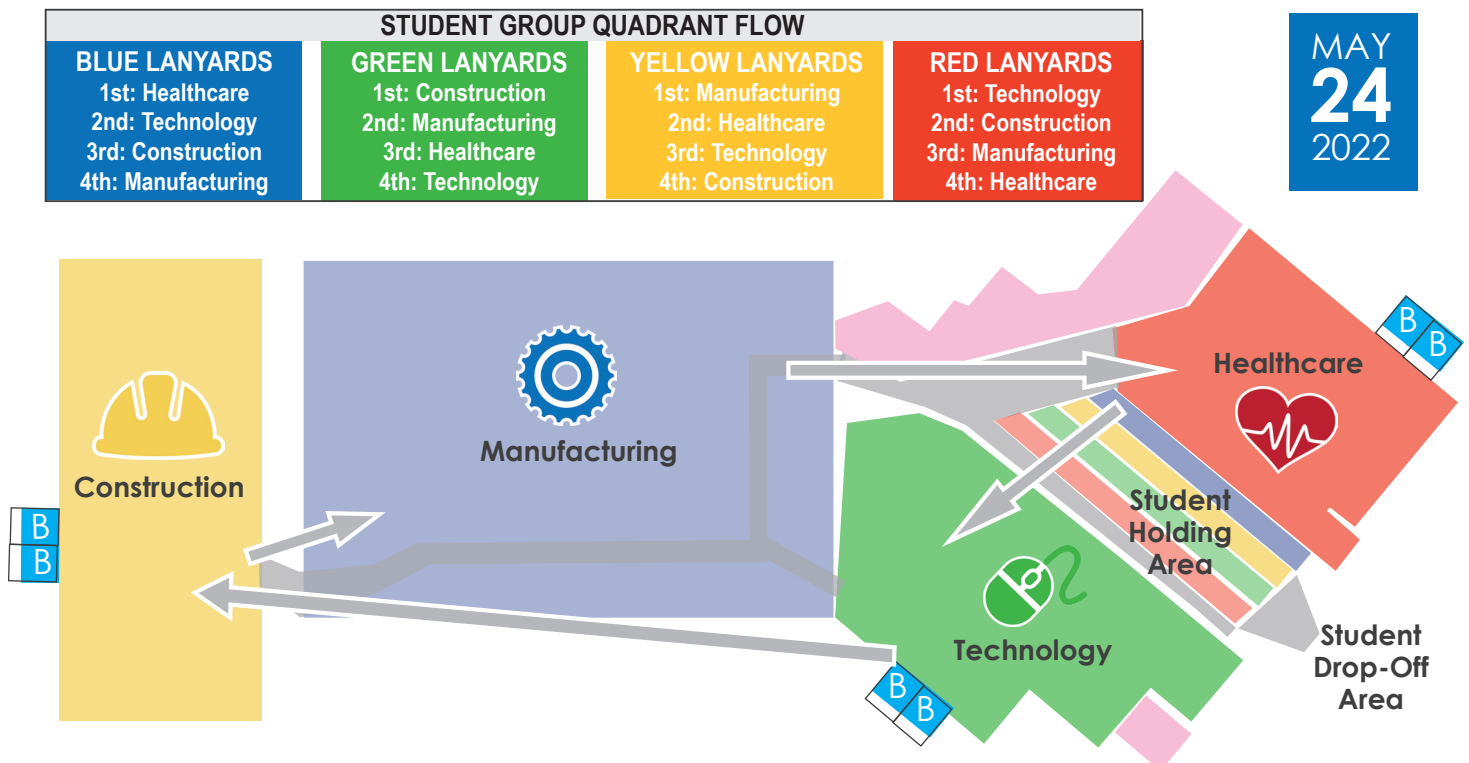 STUDENT GROUP QUADRANT FLOW
BLUE LANYARDS
1st: Healthcare
2nd: Technology
3rd: Construction
4th: Manufacturing
GREEN LANYARDS
1st: Construction
2nd: Manufacturing
3rd: Healthcare
4th: Technology
YELLOW LANYARDS
1st: Manufacturing
2nd: Healthcare
3rd: Technology
4th: Construction
RED LANYARDS
1st: Technology
2nd: Construction
3rd: Manufacturing
4th: Healthcare
MAY
24
2022
Construction
B
B
Manufacturing
Healthcare
B
B
Student
Holding
Area
Technology
B
B
Student
Drop-Off
Area